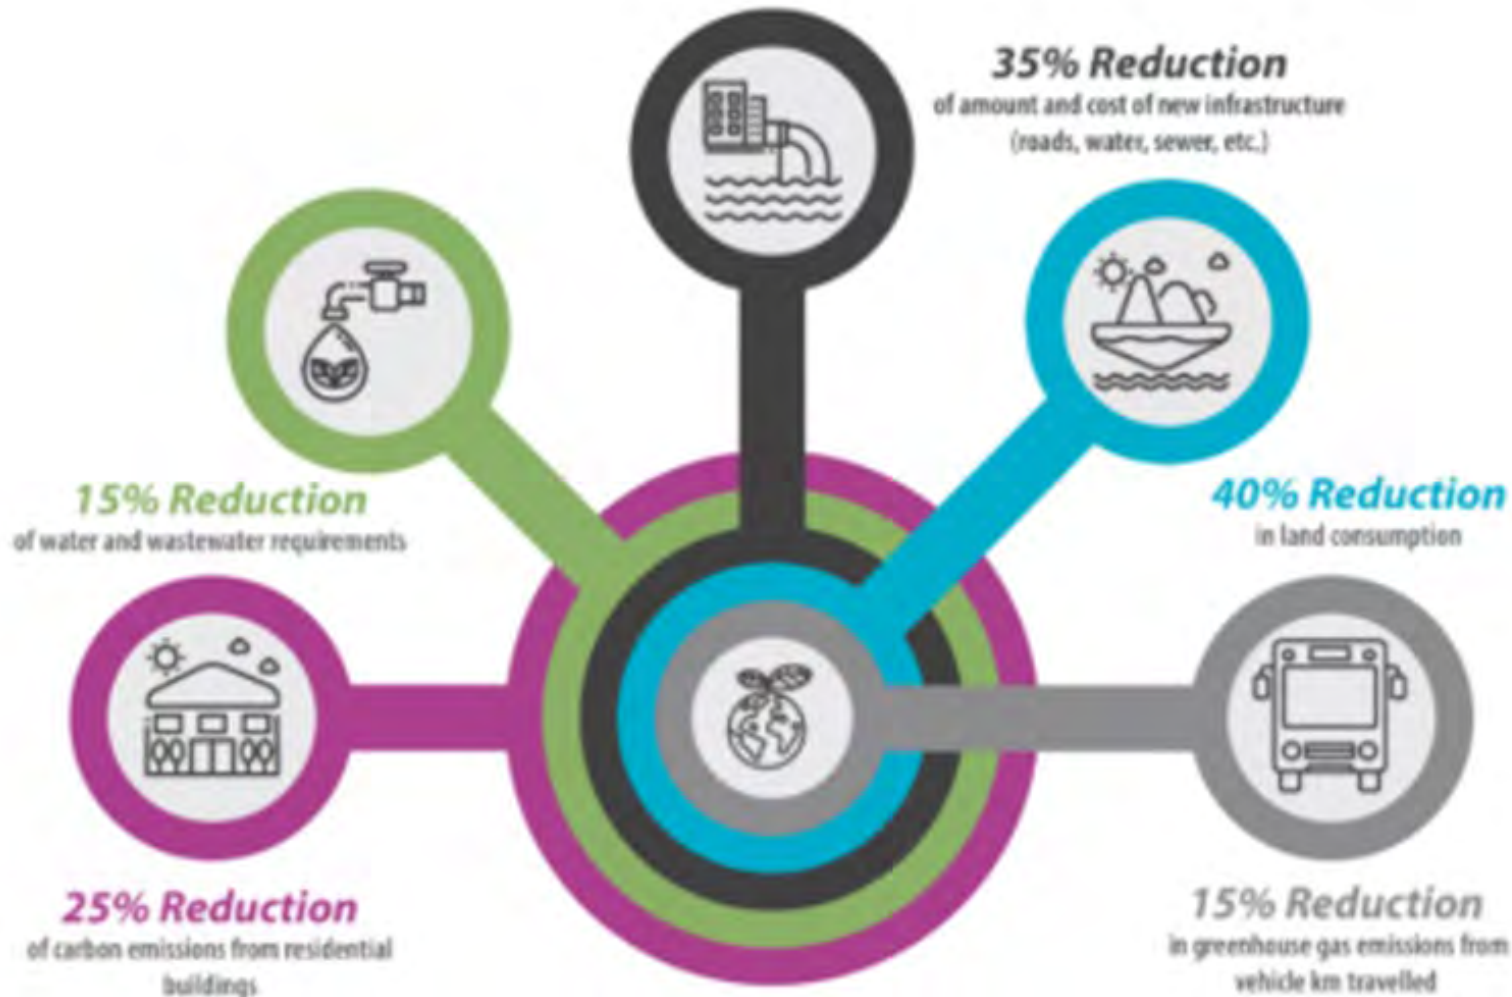 35% Reduction
of amount and cost of new infrastructure
(roads, water, sewer, etc.)
15% Reduction
of water and wastewater requirements
40% Reduction
in land consumption
25% Reduction
of carbon emissions from residential
buildings
15% Reduction
in greenhouse gas emissions from
vehicle km travelled